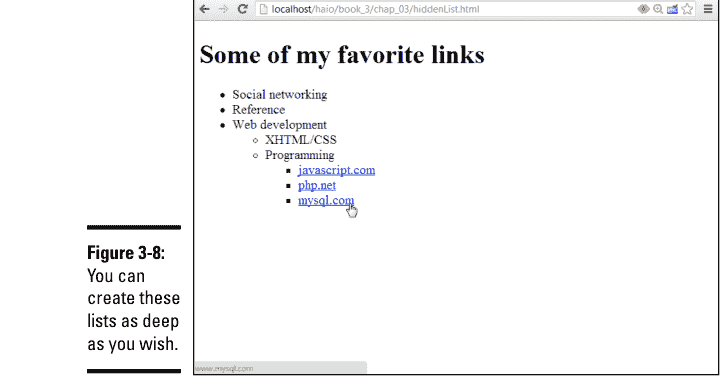 localhost/haio/book_3/chap_03/hiddenList.html
Some of my favorite links
Social networking
Reference
Web development
XHTML/CSS
Programming
javascript.com
php.net
mysql.com
www.mysql.com
Figure 3-8:
You can
create these
lists as deep
as you wish.